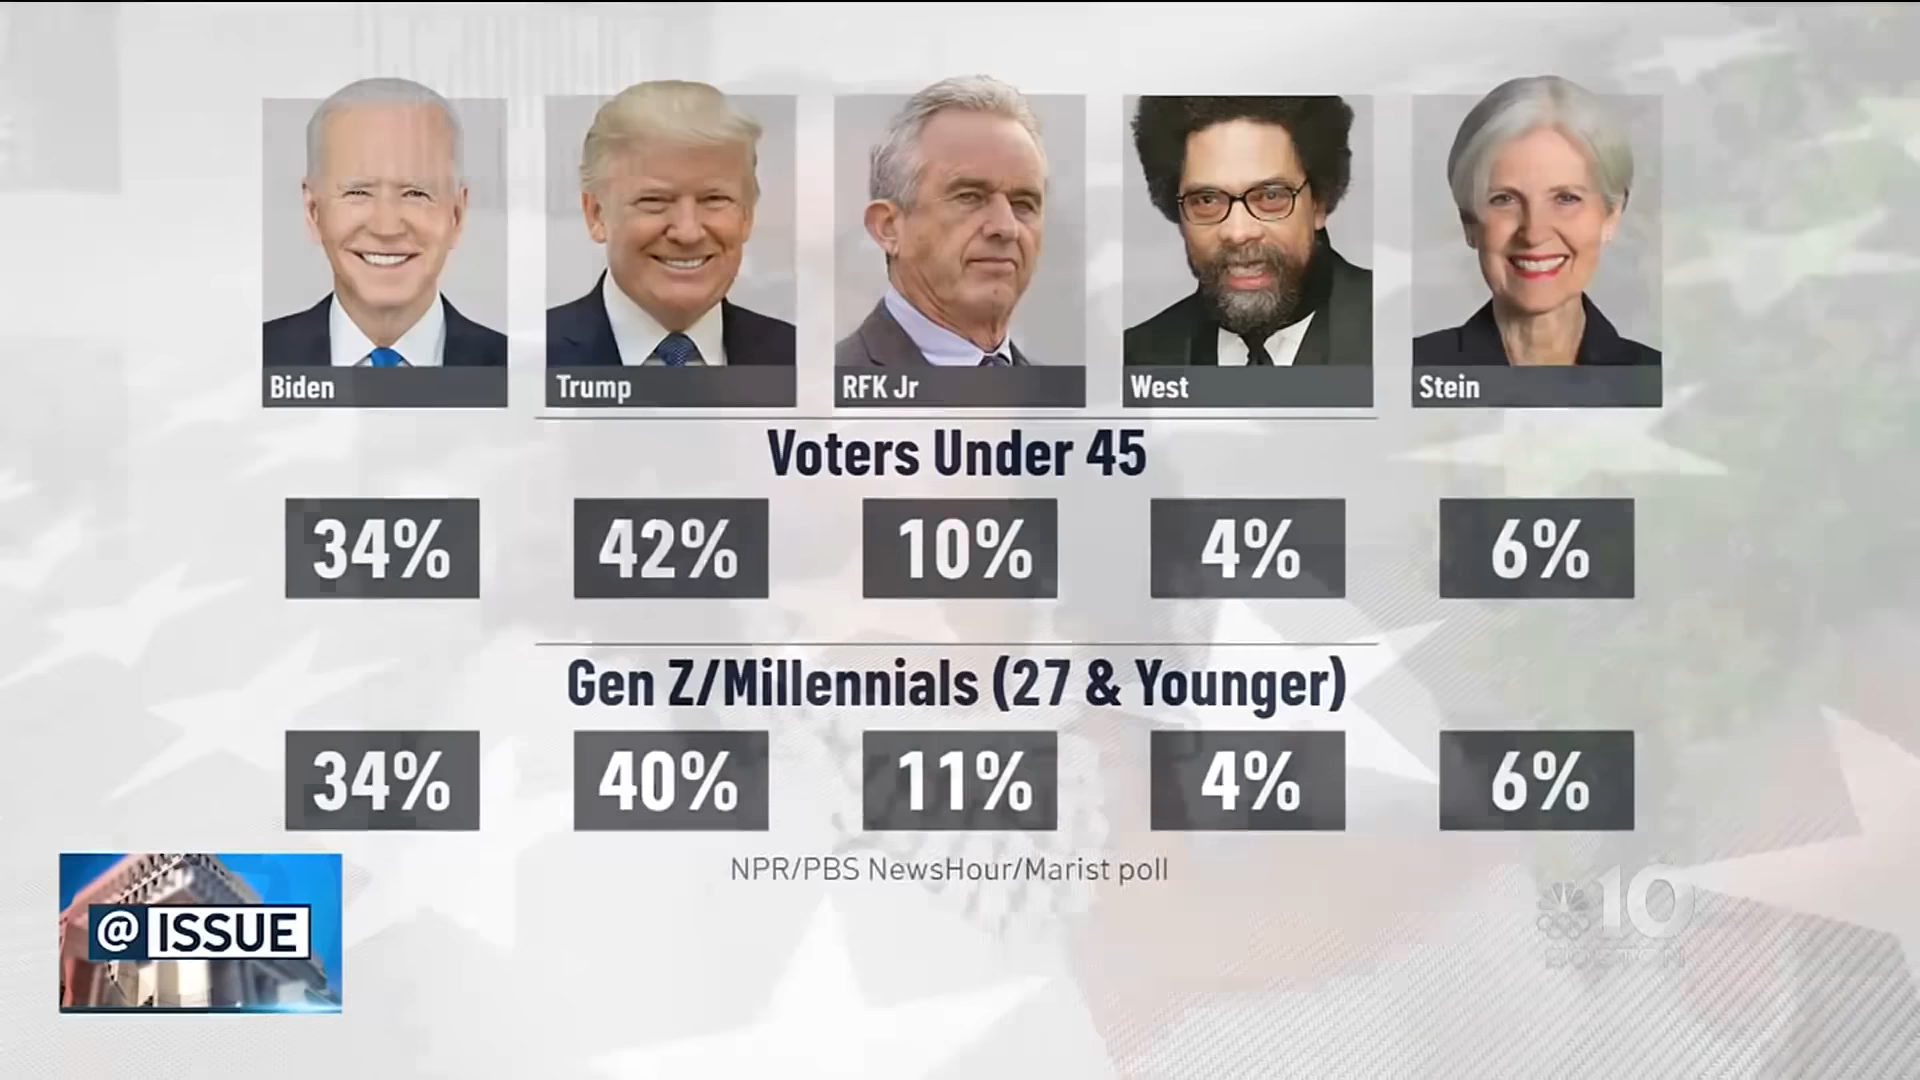 Biden
Trump
RFK Jr
West
Stein
Voters Under 45
34%
42%
10%
4%
6%
Gen Z/Millennials (27 & Younger)
34%
40%
11%
4%
6%
NPR/PBS NewsHour/Marist poll
@ ISSUE
10
BOSTON